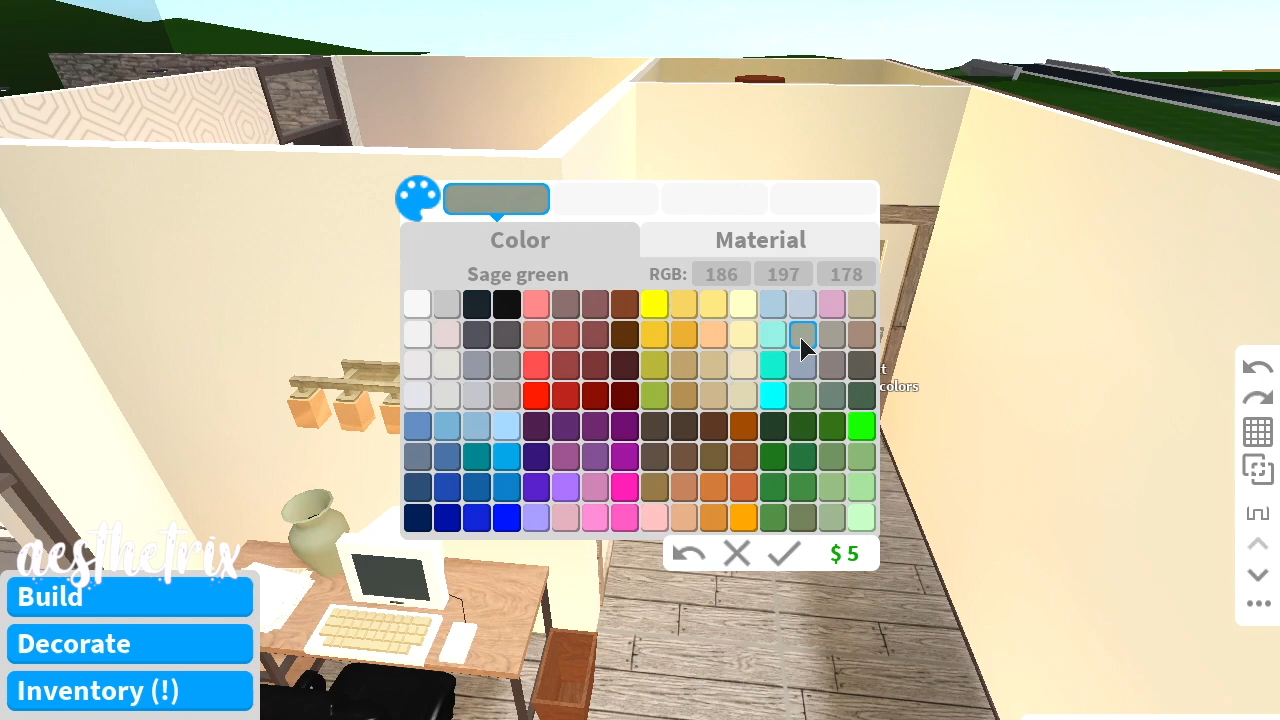 Color
Material
Sage green
RGB: 186 197 178
t
colors
aesthetrix
Build
Decorate
Inventory (!)
$ 5